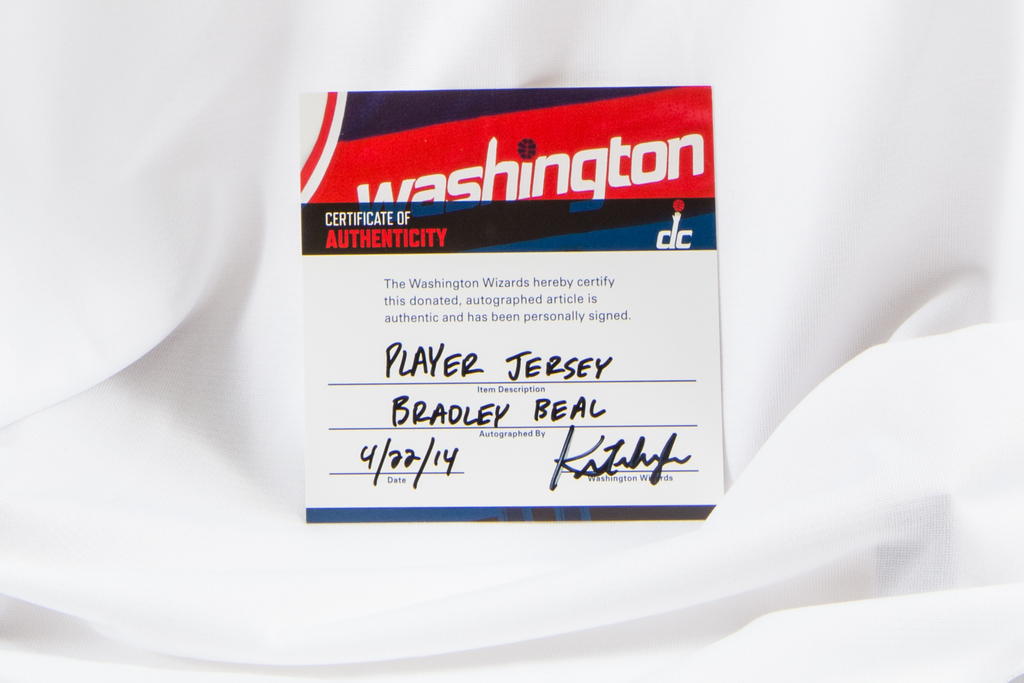 washington
CERTIFICATE OF
AUTHENTICITY
dc
The Washington Wizards hereby certify
this donated, autographed article is
authentic and has been personally signed.
PLAYER JERSEY
Item Description
BRADLEY BEAL
Autographed By
4/22/14
Date
Washington Wizards